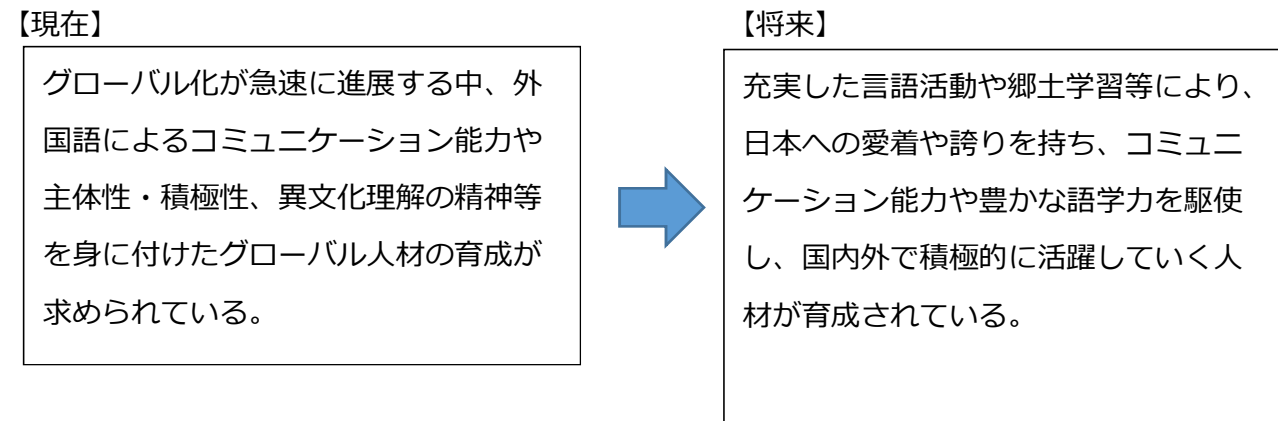 【現在】
グローバル化が急速に進展する中、外
国語によるコミュニケーション能力や
主体性・積極性、異文化理解の精神等
を身に付けたグローバル人材の育成が
求められている。
【将来】
充実した言語活動や郷土学習等により、
日本への愛着や誇りを持ち、コミュニ
ケーション能力や豊かな語学力を駆使
し、国内外で積極的に活躍していく人
材が育成されている。